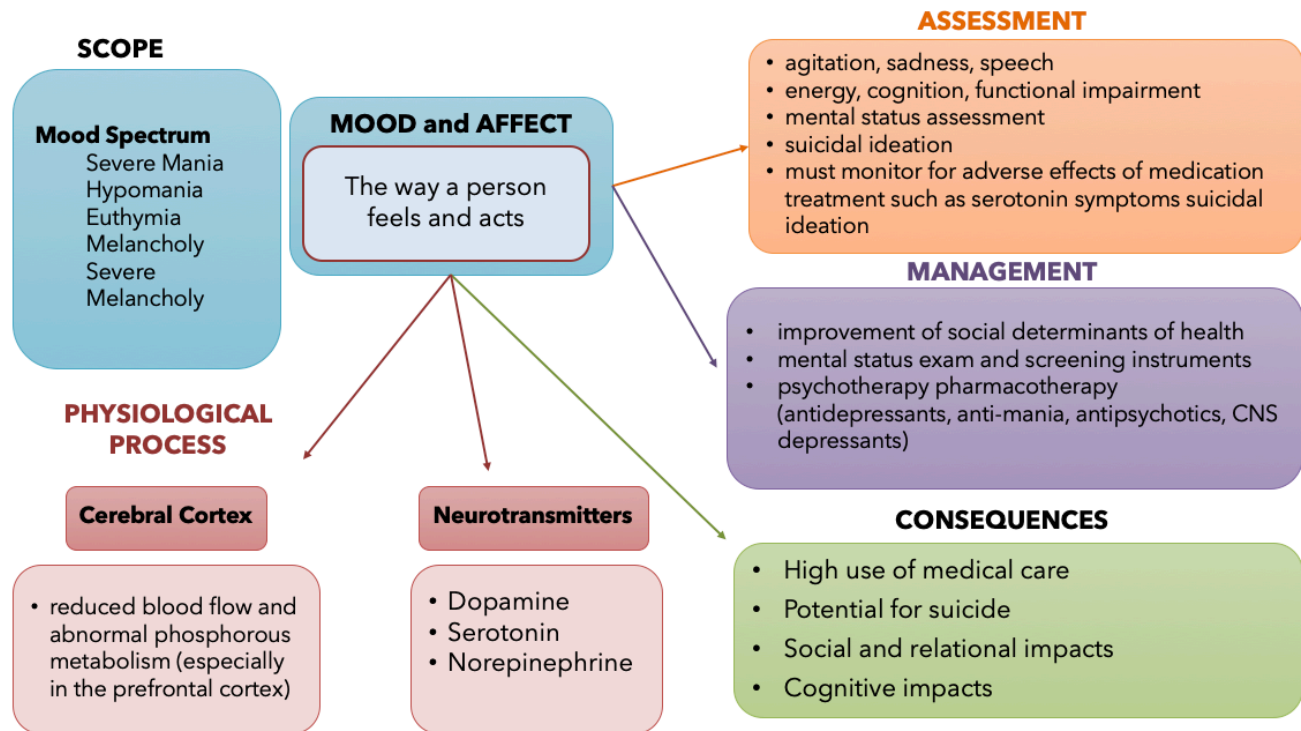 SCOPE
Mood Spectrum
Severe Mania
Hypomania
Euthymia
Melancholy
Severe
Melancholy
MOOD and AFFECT
The way a person
feels and acts
ASSESSMENT
• agitation, sadness, speech
• energy, cognition, functional impairment
• mental status assessment
• suicidal ideation
• must monitor for adverse effects of medication
treatment such as serotonin symptoms suicidal
ideation
MANAGEMENT
• improvement of social determinants of health
• mental status exam and screening instruments
• psychotherapy pharmacotherapy
(antidepressants, anti-mania, antipsychotics, CNS
depressants)
PHYSIOLOGICAL
PROCESS
Cerebral Cortex
• reduced blood flow and
abnormal phosphorous
metabolism (especially
in the prefrontal cortex)
Neurotransmitters
• Dopamine
• Serotonin
• Norepinephrine
CONSEQUENCES
• High use of medical care
• Potential for suicide
• Social and relational impacts
• Cognitive impacts